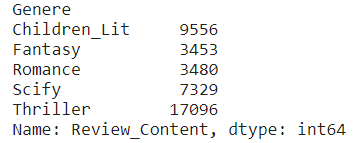 Genere
Children_Lit 9556
Fantasy 3453
Romance 3480
Scify 7329
Thriller 17096
Name: Review_Content, dtype: int64